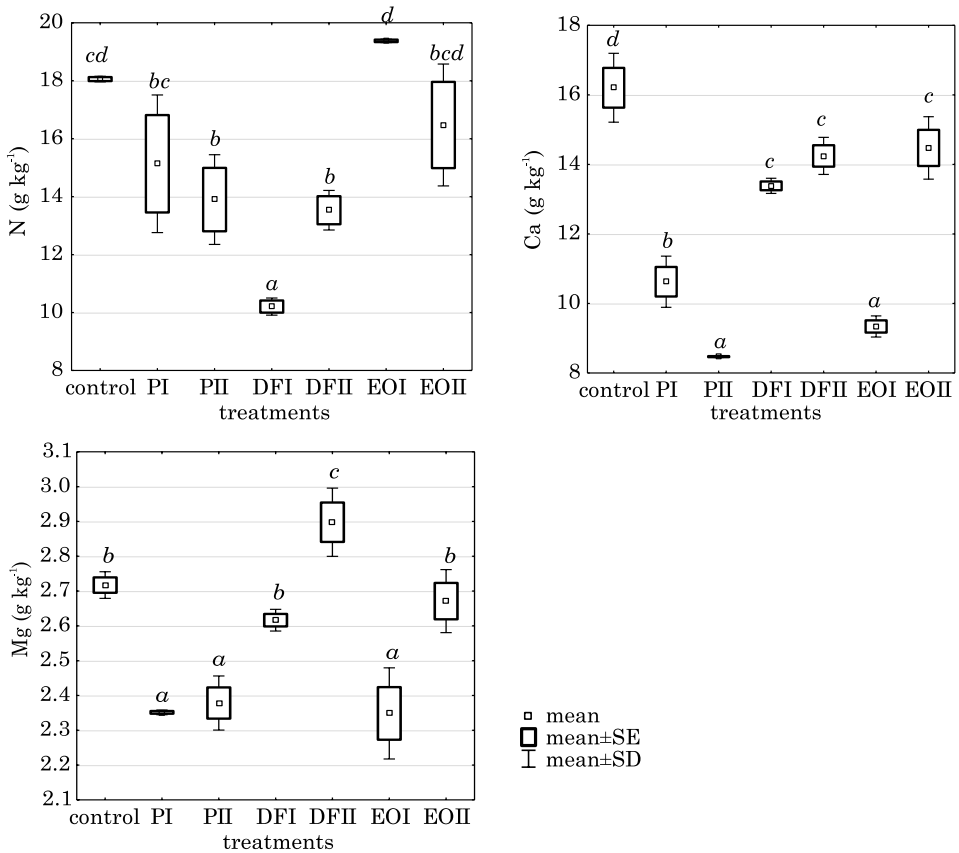 N (g kg-1)
20
18
16
14
12
10
8
cd
bc
b
a
b
d
bcd
control PI PII DFI DFII EOI EOII
treatments
Ca (g kg-1)
18
16
14
12
10
8
d
b
a
c
c
a
c
control PI PII DFI DFII EOI EOII
treatments
Mg (g kg-1)
3.1
3.0
2.9
2.8
2.7
2.6
2.5
2.4
2.3
2.2
2.1
b
a
a
b
c
a
b
control PI PII DFI DFII EOI EOII
treatments
mean
mean±SE
mean±SD